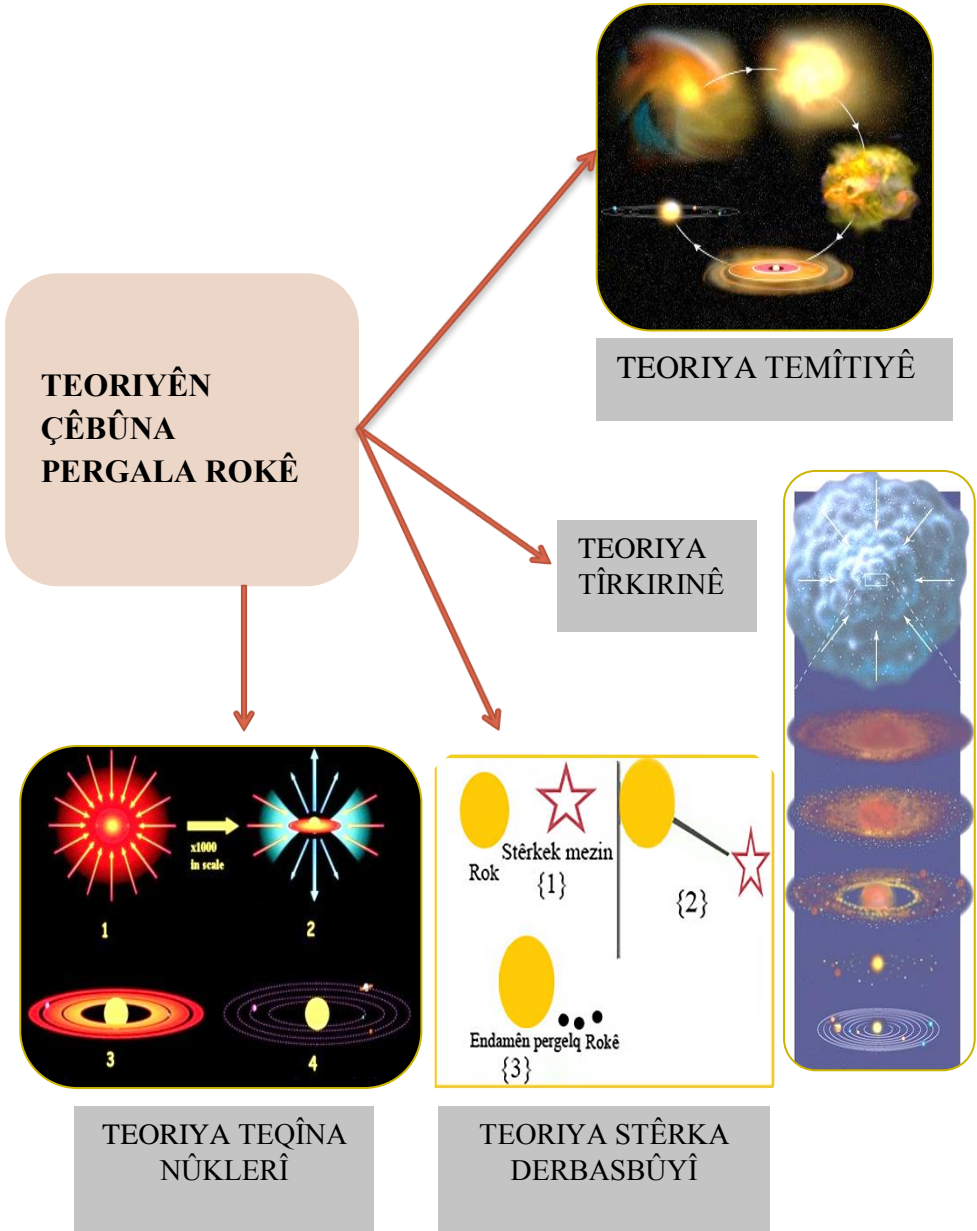 TEORIYA TEMÎTIYÊ
TEORIYÊN
ÇÊBÛNA
PERGALA ROKÊ
TEORIYA
TÎRKIRINÊ
x1000
in scale
1
2
3
4
Rok
Stêrkek mezin
{1}
{2}
Endamên pergelq Rokê
{3}
TEORIYA TEQÎNA
NÛKLERÎ
TEORIYA STÊRKA
DERBASBÛYÎ